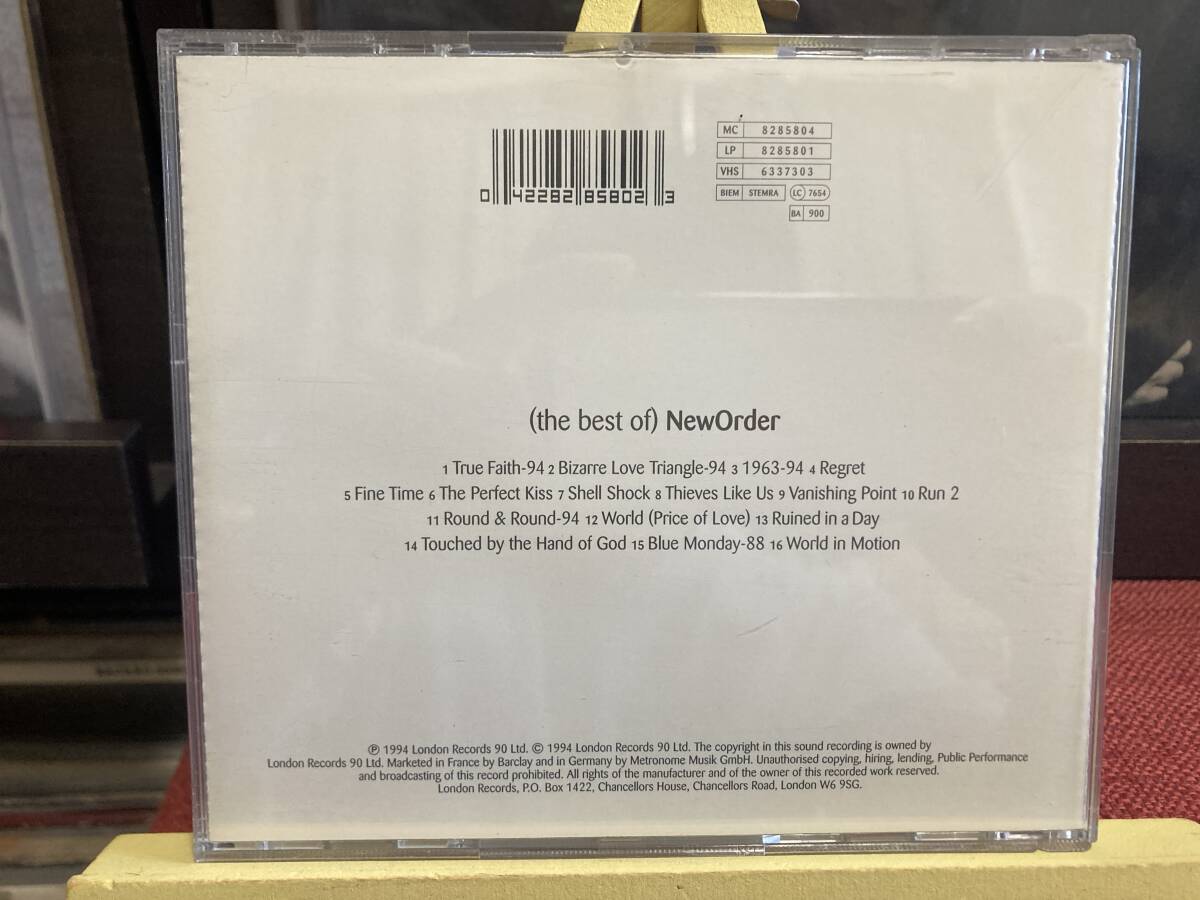 MC 8285804
LP 8285801
VHS 6337303
BIEM STEMRA LC 7654
BA 900
0 42282 85802 3
(the best of) NewOrder
1 True Faith-94 2 Bizarre Love Triangle-94 3 1963-94 4 Regret
5 Fine Time 6 The Perfect Kiss 7 Shell Shock 8 Thieves Like Us 9 Vanishing Point 10 Run 2
11 Round & Round-94 12 World (Price of Love) 13 Ruined in a Day
14 Touched by the Hand of God 15 Blue Monday-88 16 World in Motion
℗ 1994 London Records 90 Ltd. © 1994 London Records 90 Ltd. The copyright in this sound recording is owned by
London Records 90 Ltd. Marketed in France by Barclay and in Germany by Metronome Musik GmbH. Unauthorised copying, hiring, lending, Public Performance
and broadcasting of this record prohibited. All rights of the manufacturer and of the owner of this recorded work reserved.
London Records, P.O. Box 1422, Chancellors House, Chancellors Road, London W6 9SG.